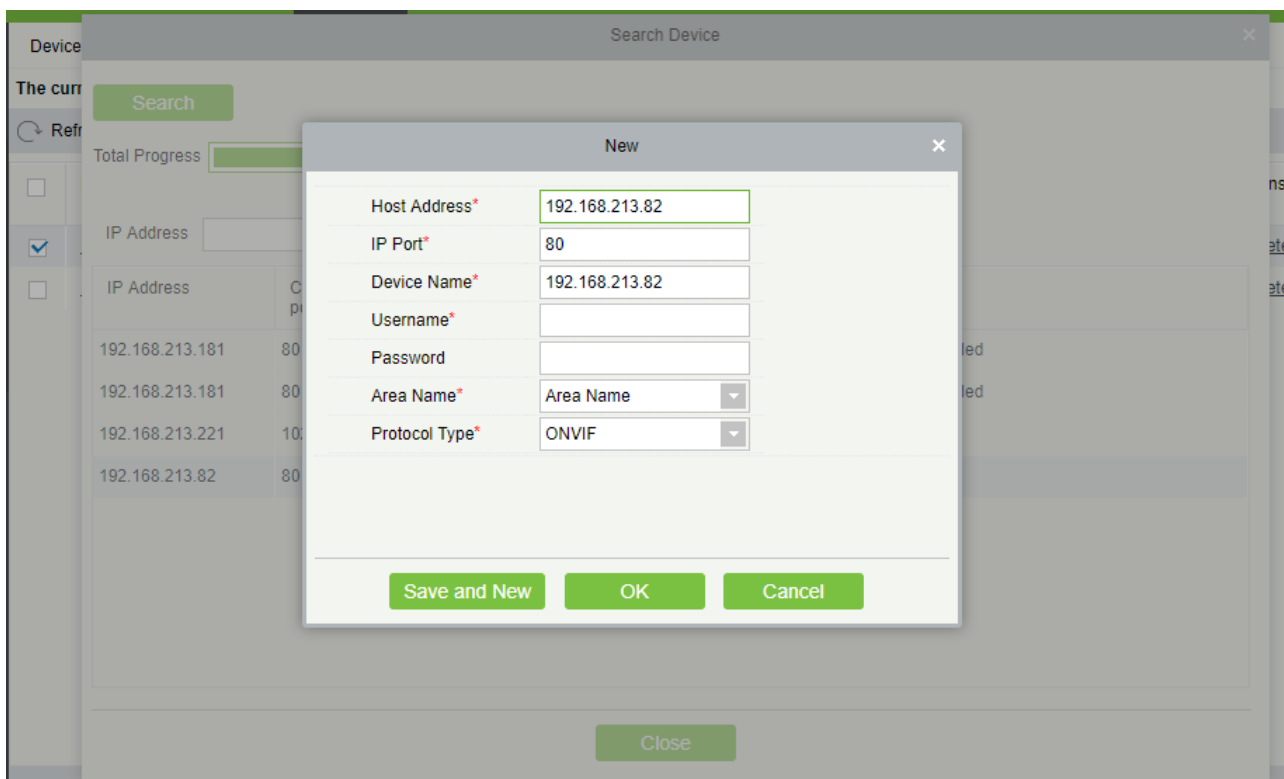 Search Device
Device
The curr
Search
Refr
New
Total Progress
Host Address* 192.168.213.82
IP Address
IP Port* 80
IP Address
Device Name* 192.168.213.82
Username*
192.168.213.181 80
Password
192.168.213.181 80
Area Name* Area Name
192.168.213.221
Protocol Type* ONVIF
192.168.213.82 80
Save and New OK Cancel
Close